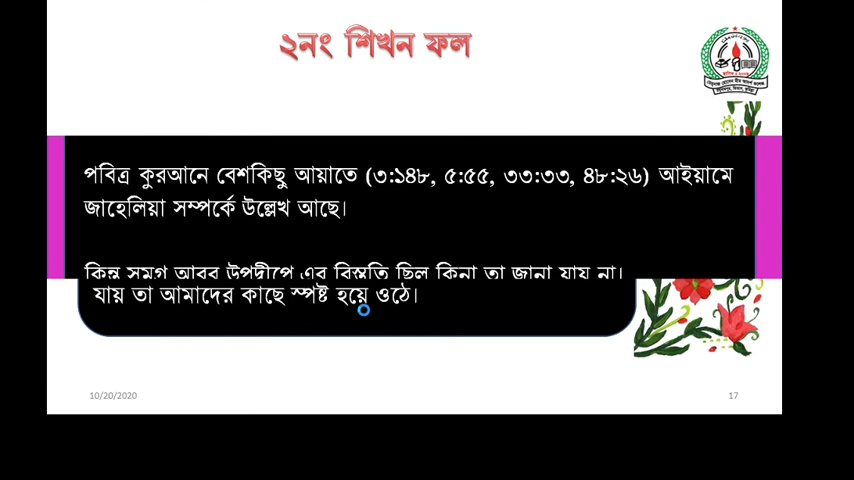 ২নং শিখন ফল
পবিত্র কুরআনে বেশকিছু আয়াতে (৩:১৪৮, ৫:৫৫, ৩৩:৩৩, ৪৮:২৬) আইয়ামে
জাহেলিয়া সম্পর্কে উল্লেখ আছে।
কিন্তু সমগ্র আরব উপদ্বীপে এর বিস্তৃতি ছিল কিনা তা জানা যায় না।
যায় তা আমাদের কাছে স্পষ্ট হয়ে ওঠে।
10/20/2020
17